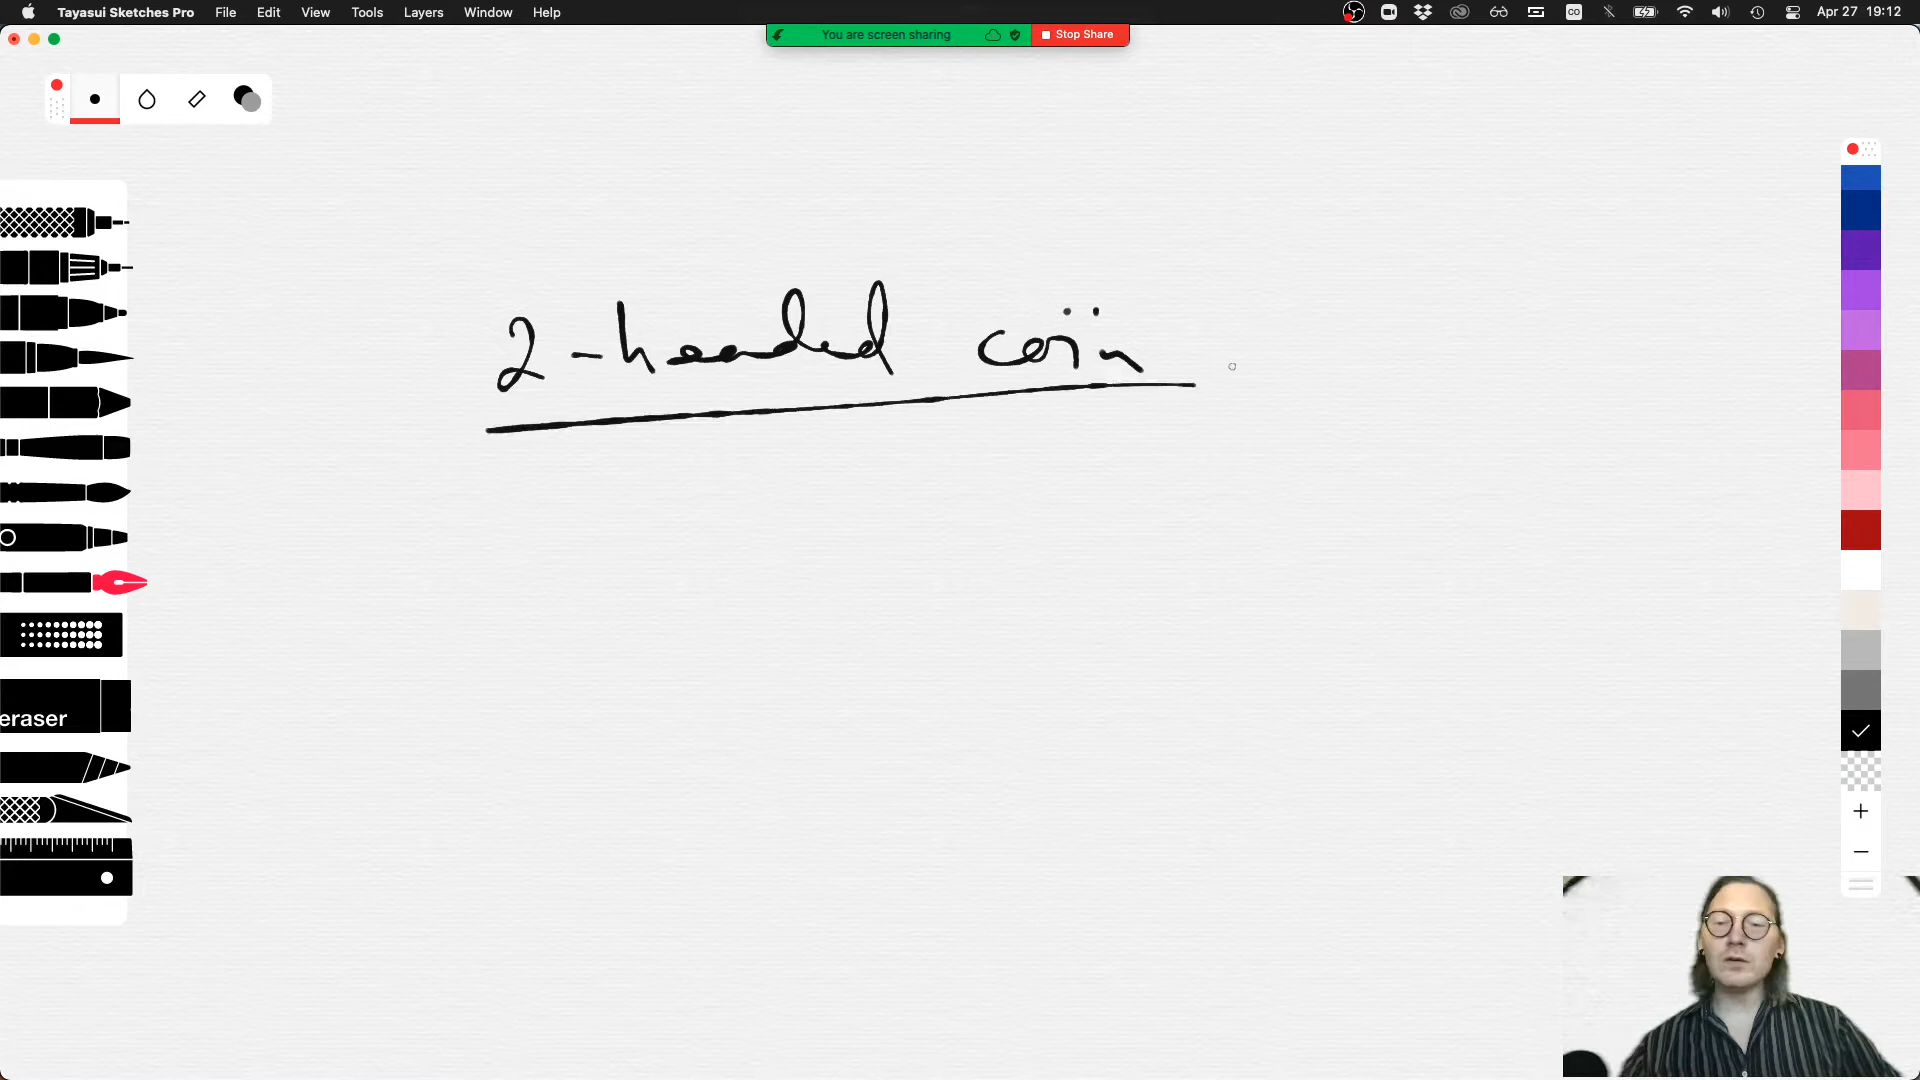 Tayasui Sketches Pro File Edit View Tools Layers Window Help CO Apr 27 19:12
You are screen sharing Stop Share
2-headed coin
eraser